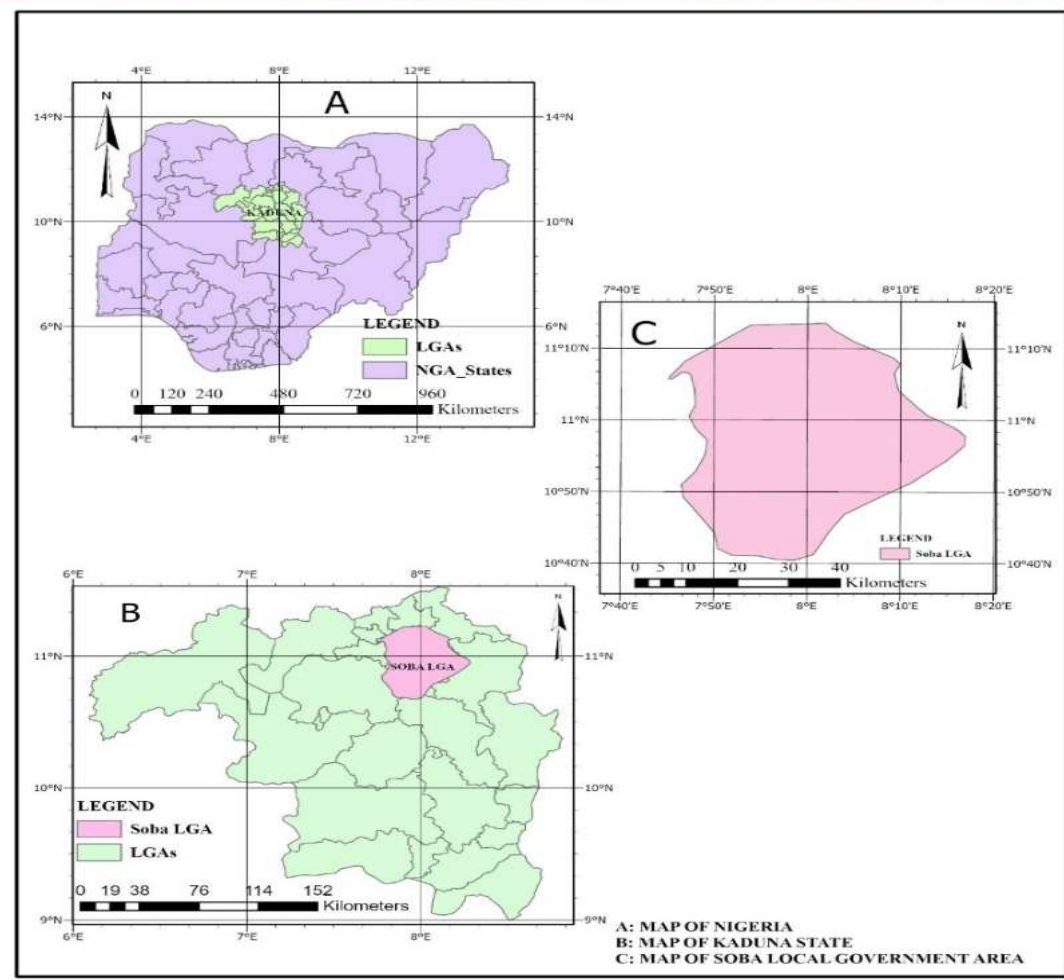 4°E 8°E 12°E
A
N
14°N 14°N
KADUNA
10°N 10°N
6°N 6°N
LEGEND
LGAs
NGA_States
0 120 240 480 720 960
Kilometers
4°E 8°E 12°E
7°40'E 7°50'E 8°E 8°10'E 8°20'E
C
N
11°10'N 11°10'N
11°N 11°N
10°50'N 10°50'N
LEGEND
Soba LGA
10°40'N 10°40'N
0 5 10 20 30 40
Kilometers
7°40'E 7°50'E 8°E 8°10'E 8°20'E
6°E 7°E 8°E
B
N
11°N 11°N
SOBA LGA
10°N 10°N
LEGEND
Soba LGA
LGAs
0 19 38 76 114 152
Kilometers
9°N 9°N
6°E 7°E 8°E
A: MAP OF NIGERIA
B: MAP OF KADUNA STATE
C: MAP OF SOBA LOCAL GOVERNMENT AREA